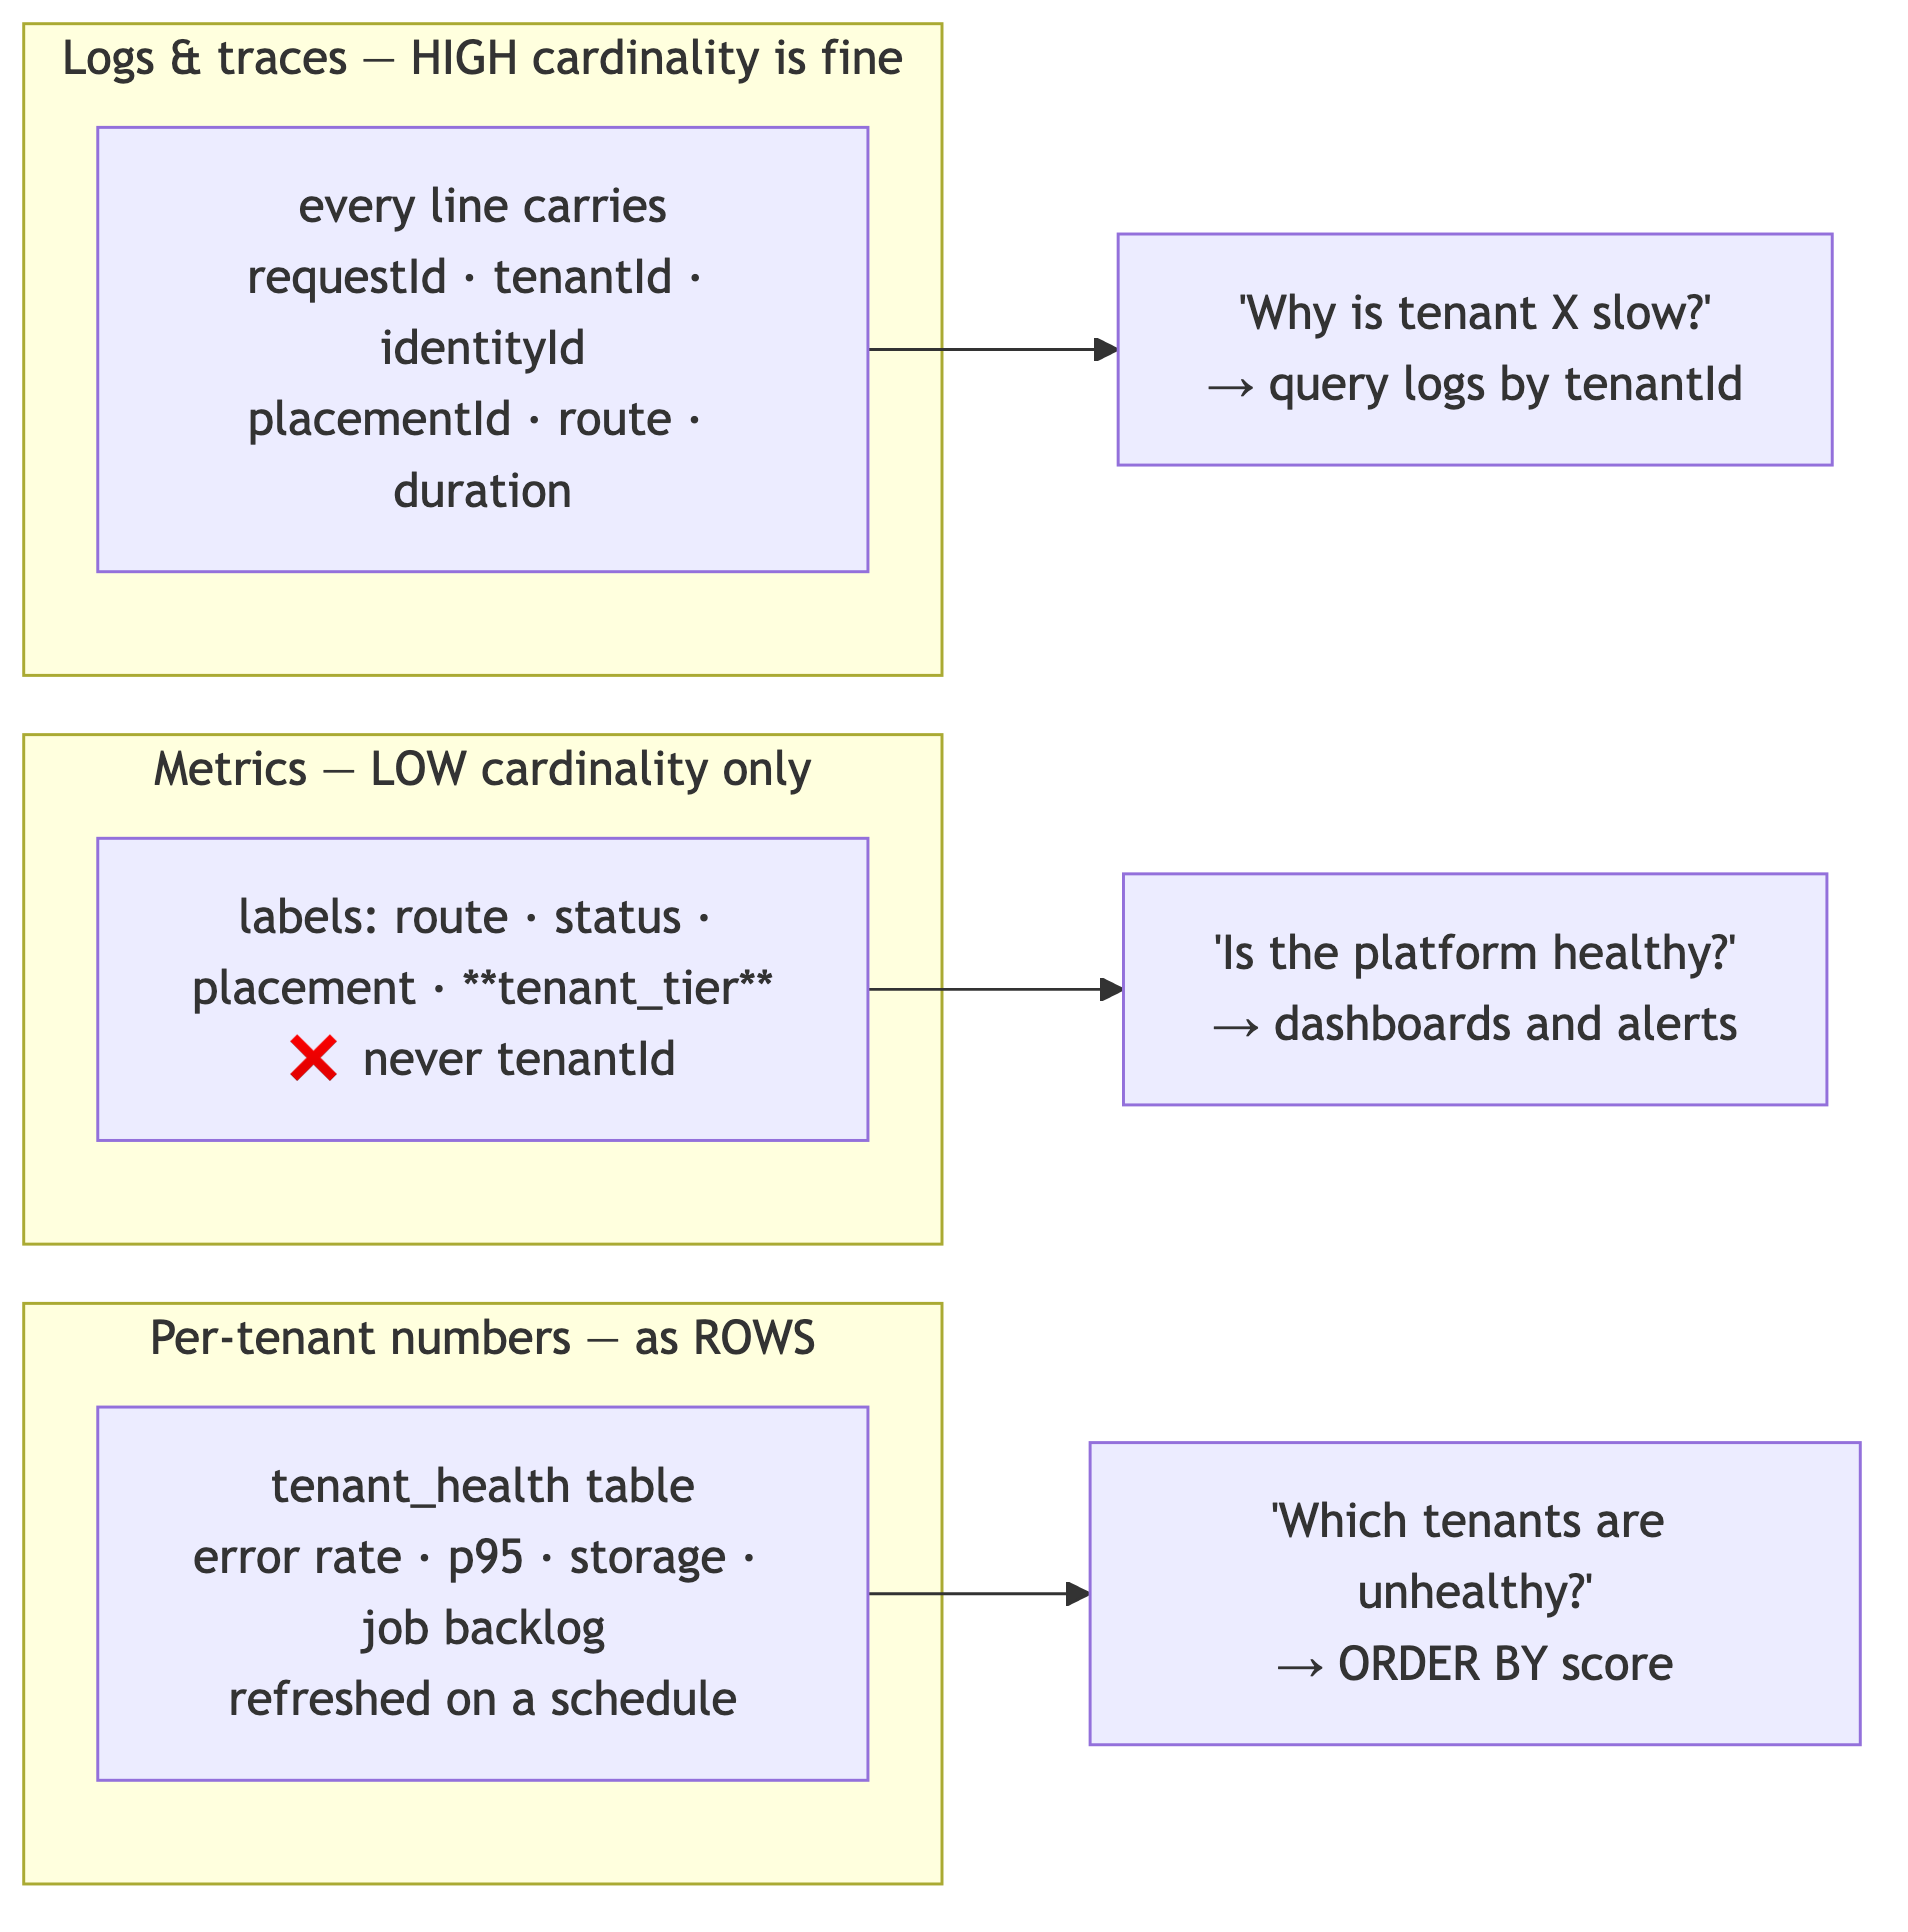 Logs & traces — HIGH cardinality is fine
every line carries
requestId · tenantId ·
identityId
placementId · route ·
duration
'Why is tenant X slow?'
→ query logs by tenantId
Metrics — LOW cardinality only
labels: route · status ·
placement · **tenant_tier**
❌ never tenantId
'Is the platform healthy?'
→ dashboards and alerts
Per-tenant numbers — as ROWS
tenant_health table
error rate · p95 · storage ·
job backlog
refreshed on a schedule
'Which tenants are
unhealthy?'
→ ORDER BY score